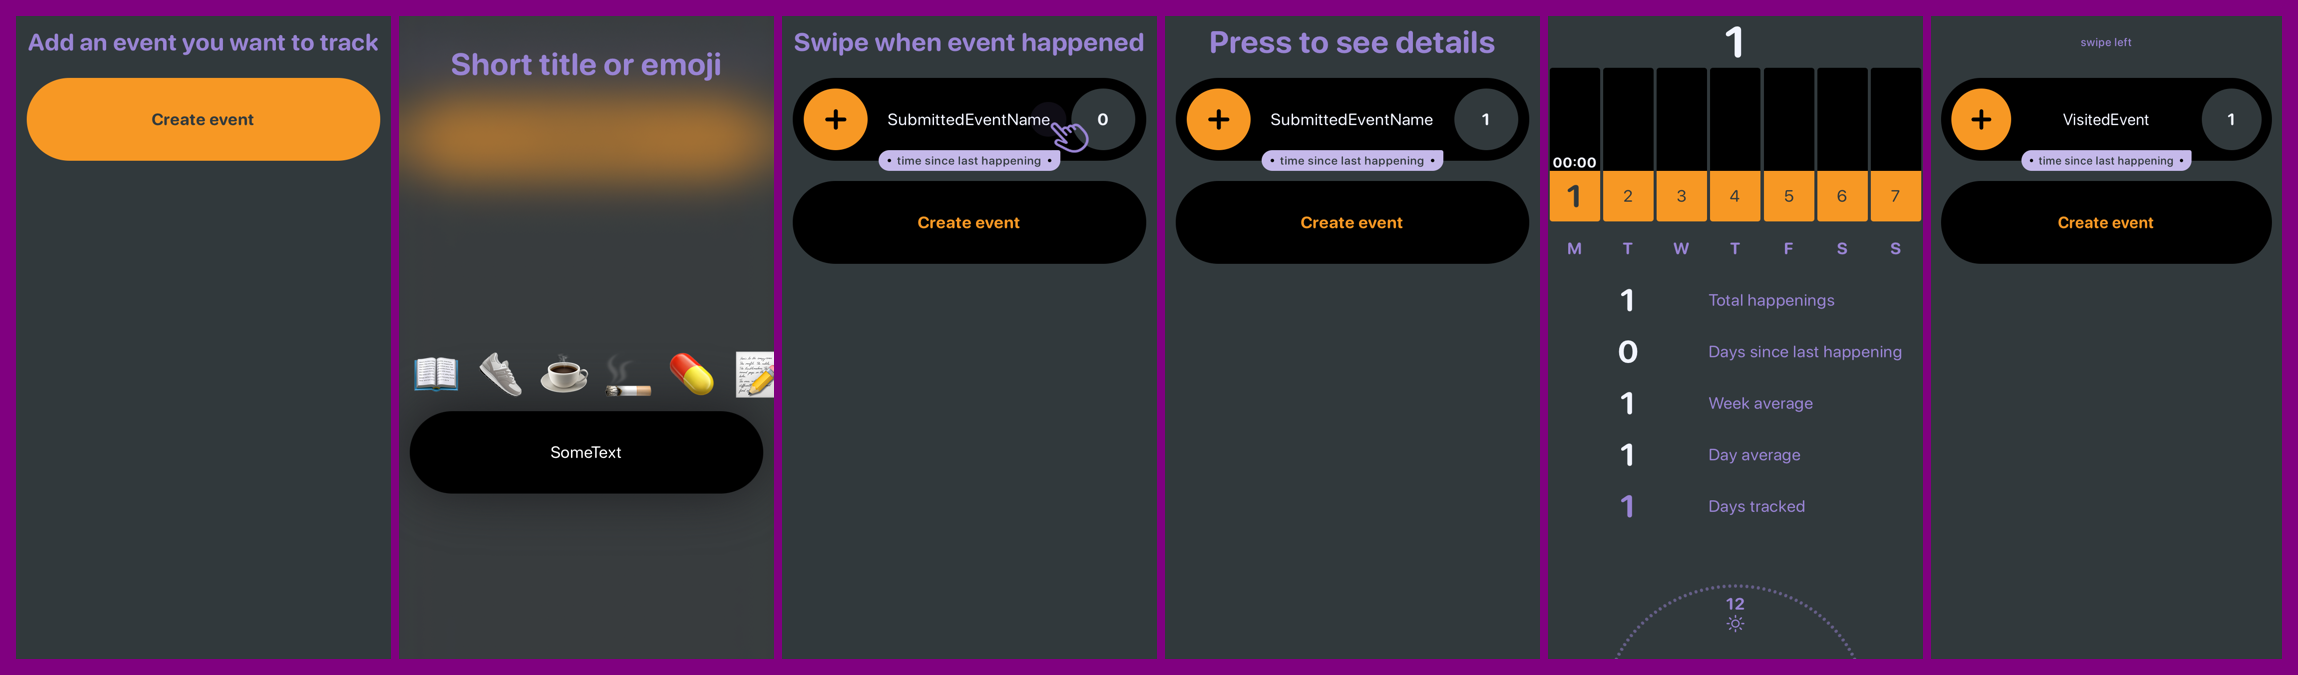 Add an event you want to track
Create event
Short title or emoji
SomeText
Swipe when event happened
+ SubmittedEventName 0
• time since last happening •
Create event
Press to see details
+ SubmittedEventName 1
• time since last happening •
Create event
1
00:00
1 2 3 4 5 6 7
M T W T F S S
1 Total happenings
0 Days since last happening
1 Week average
1 Day average
1 Days tracked
12
swipe left
+ VisitedEvent 1
• time since last happening •
Create event